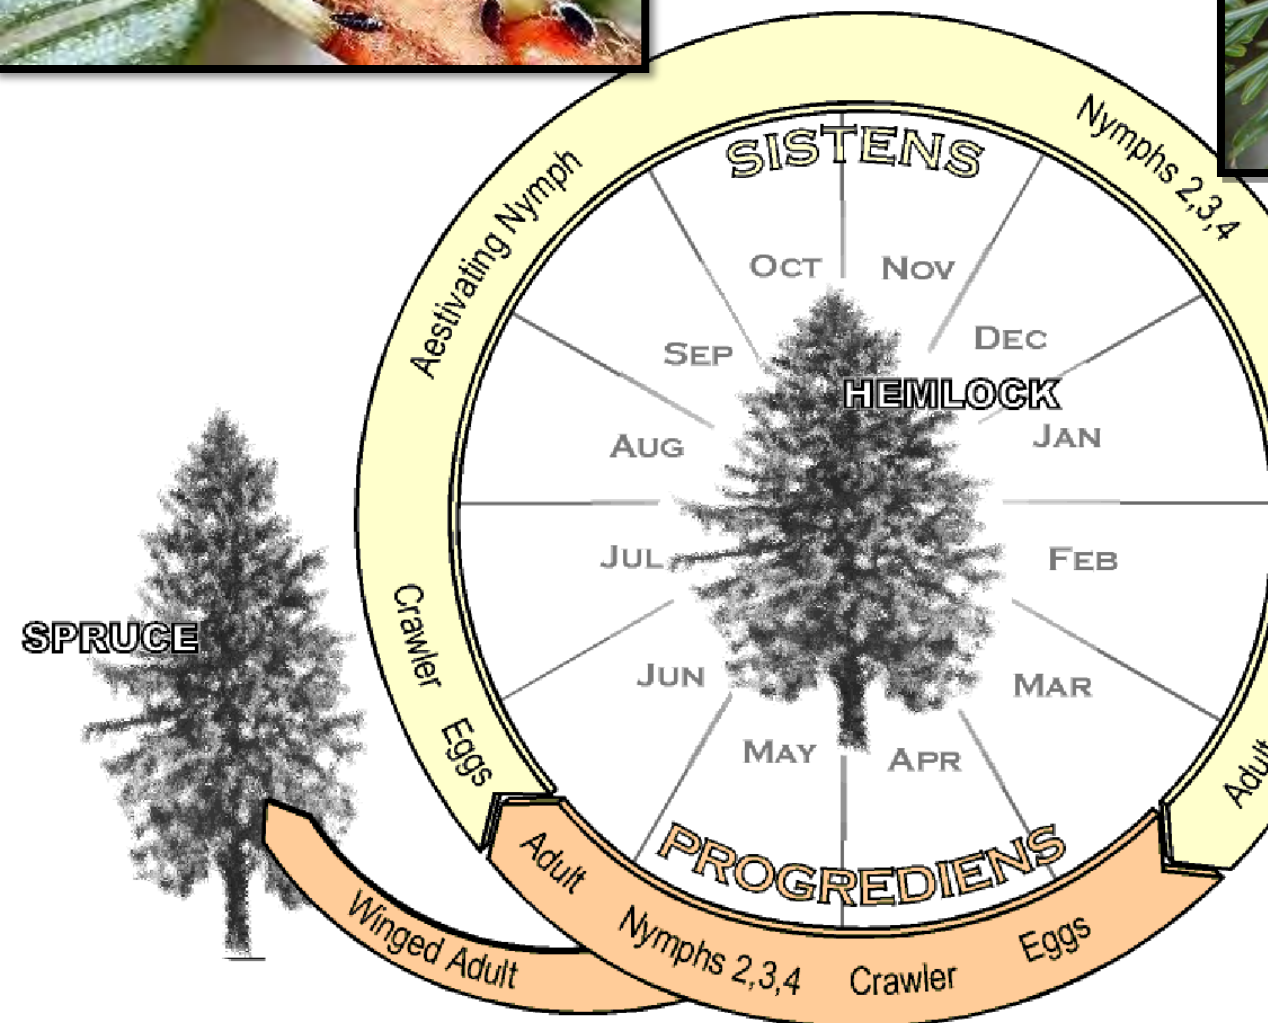 SISTENS
Nymphs 2,3,4
Aestivating Nymph
OCT
NOV
SEP
DEC
HEMLOCK
AUG
JAN
JUL
FEB
Crawler
SPRUCE
JUN
MAR
Eggs
MAY
APR
Adult
PROGREDIENS
Adult
Winged Adult
Nymphs 2,3,4
Crawler
Eggs